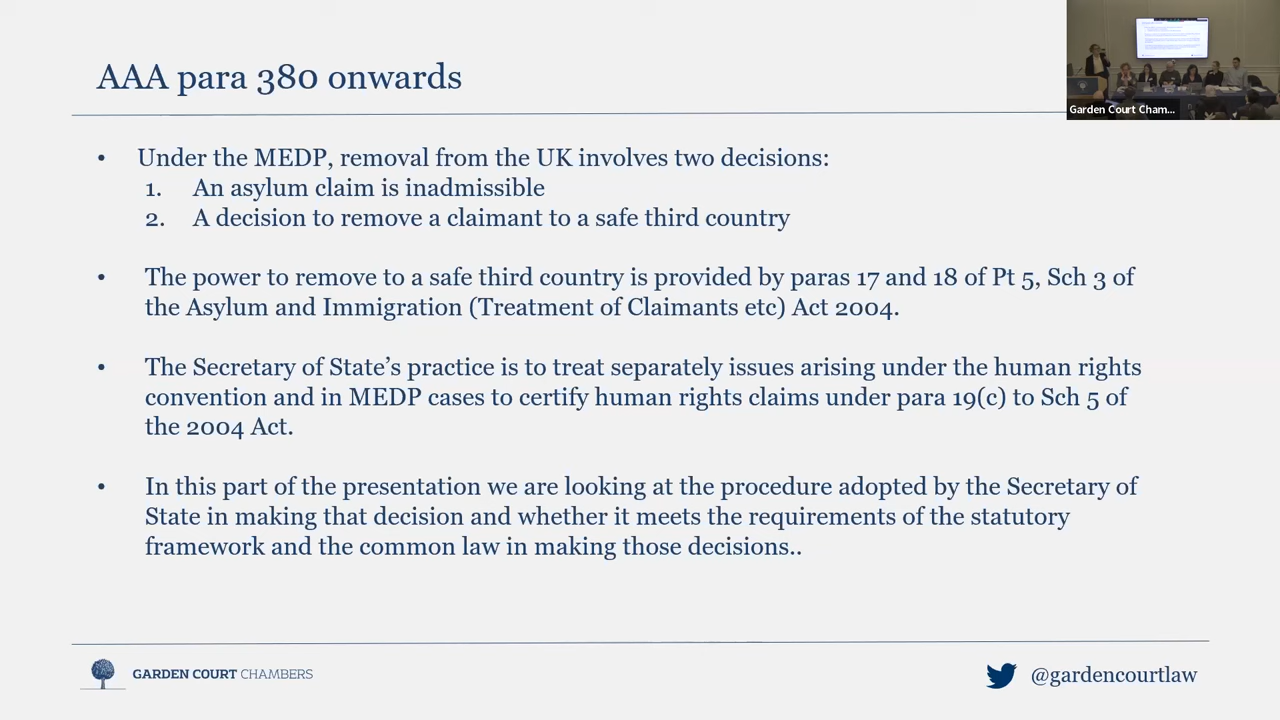 AAA para 380 onwards
Garden Court Cham...
• Under the MEDP, removal from the UK involves two decisions:
1. An asylum claim is inadmissible
2. A decision to remove a claimant to a safe third country
• The power to remove to a safe third country is provided by paras 17 and 18 of Pt 5, Sch 3 of
the Asylum and Immigration (Treatment of Claimants etc) Act 2004.
• The Secretary of State’s practice is to treat separately issues arising under the human rights
convention and in MEDP cases to certify human rights claims under para 19(c) to Sch 5 of
the 2004 Act.
• In this part of the presentation we are looking at the procedure adopted by the Secretary of
State in making that decision and whether it meets the requirements of the statutory
framework and the common law in making those decisions..
GARDEN COURT CHAMBERS
@gardencourtlaw